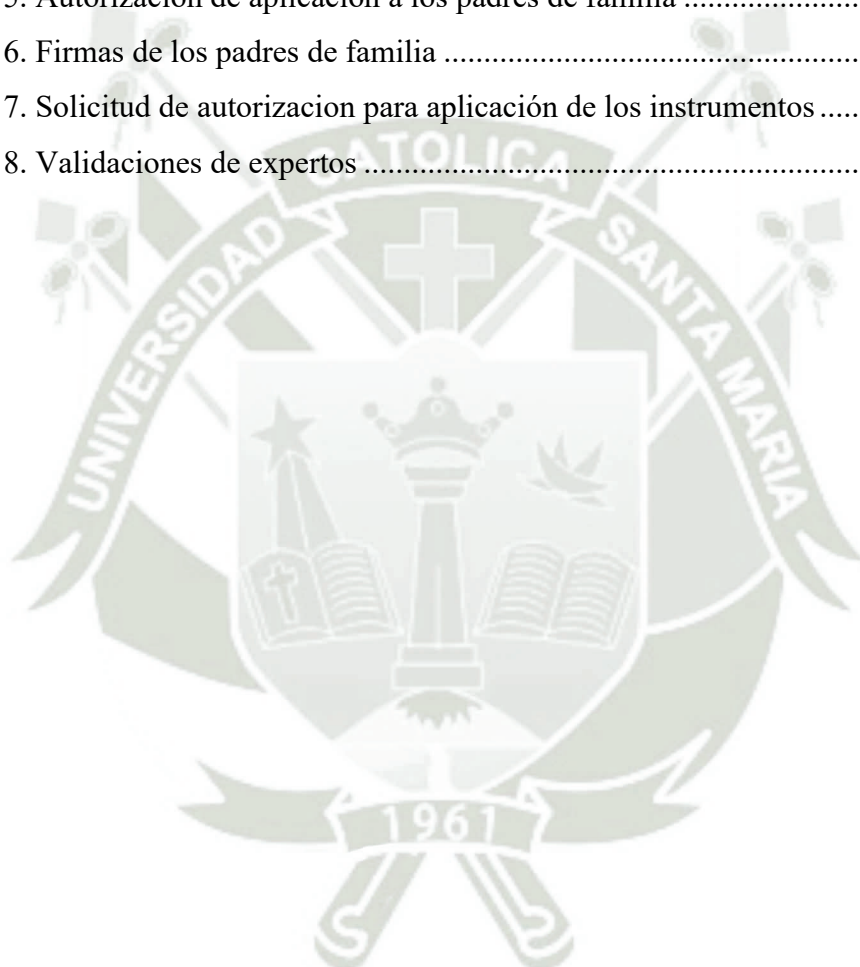 5. Autorización de aplicación a los padres de familia ......................
6. Firmas de los padres de familia ......................................................
7. Solicitud de autorizacion para aplicación de los instrumentos .....
8. Validaciones de expertos ................................................................
UNIVERSIDAD CATOLICA SANTA MARIA
1961